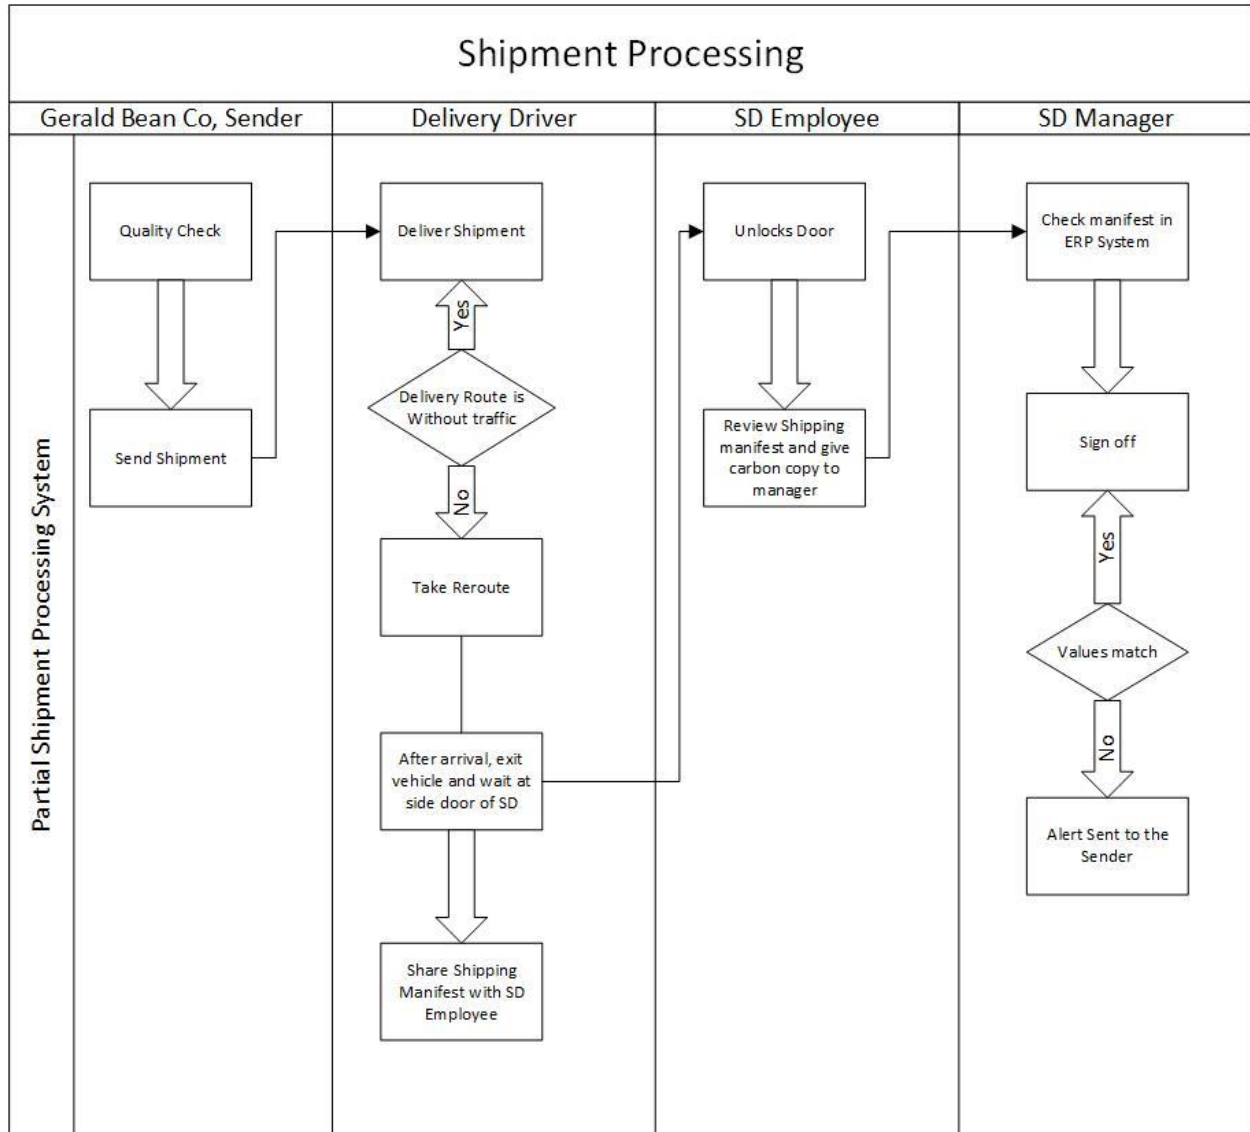 Shipment Processing
Gerald Bean Co, Sender
Delivery Driver
SD Employee
SD Manager
Partial Shipment Processing System
Quality Check
Send Shipment
Deliver Shipment
Yes
Delivery Route is
Without traffic
No
Take Reroute
After arrival, exit
vehicle and wait at
side door of SD
Share Shipping
Manifest with SD
Employee
Unlocks Door
Review Shipping
manifest and give
carbon copy to
manager
Check manifest in
ERP System
Sign off
Yes
Values match
No
Alert Sent to the
Sender